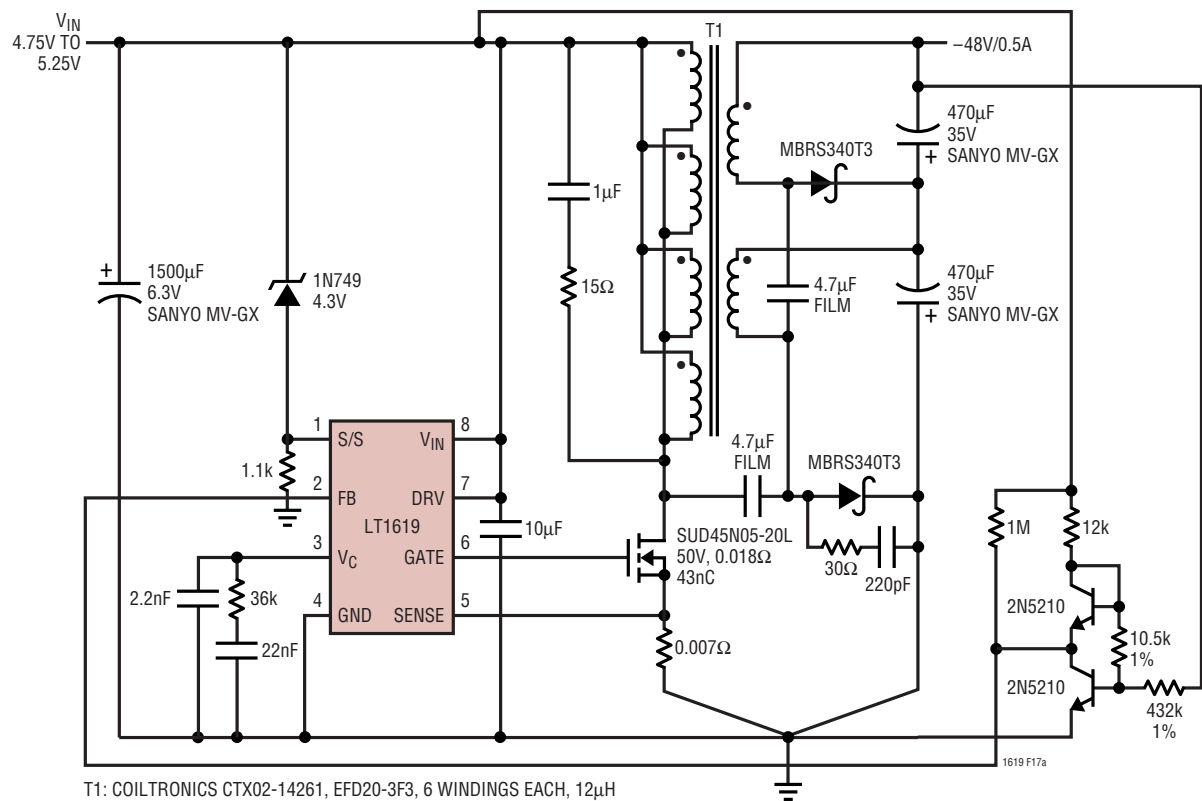 VIN
4.75V TO
5.25V
T1
–48V/0.5A
470µF
35V
+ SANYO MV-GX
MBRS340T3
1µF
+
1500µF
6.3V
SANYO MV-GX
1N749
4.3V
15Ω
4.7µF
FILM
470µF
35V
+ SANYO MV-GX
1 S/S VIN 8
1.1k
2 FB DRV 7
LT1619
10µF
3 VC GATE 6
4 GND SENSE 5
2.2nF
36k
22nF
4.7µF
FILM
MBRS340T3
SUD45N05-20L
50V, 0.018Ω
43nC
30Ω
220pF
0.007Ω
1M
12k
2N5210
10.5k
1%
2N5210
432k
1%
1619 F17a
T1: COILTRONICS CTX02-14261, EFD20-3F3, 6 WINDINGS EACH, 12µH